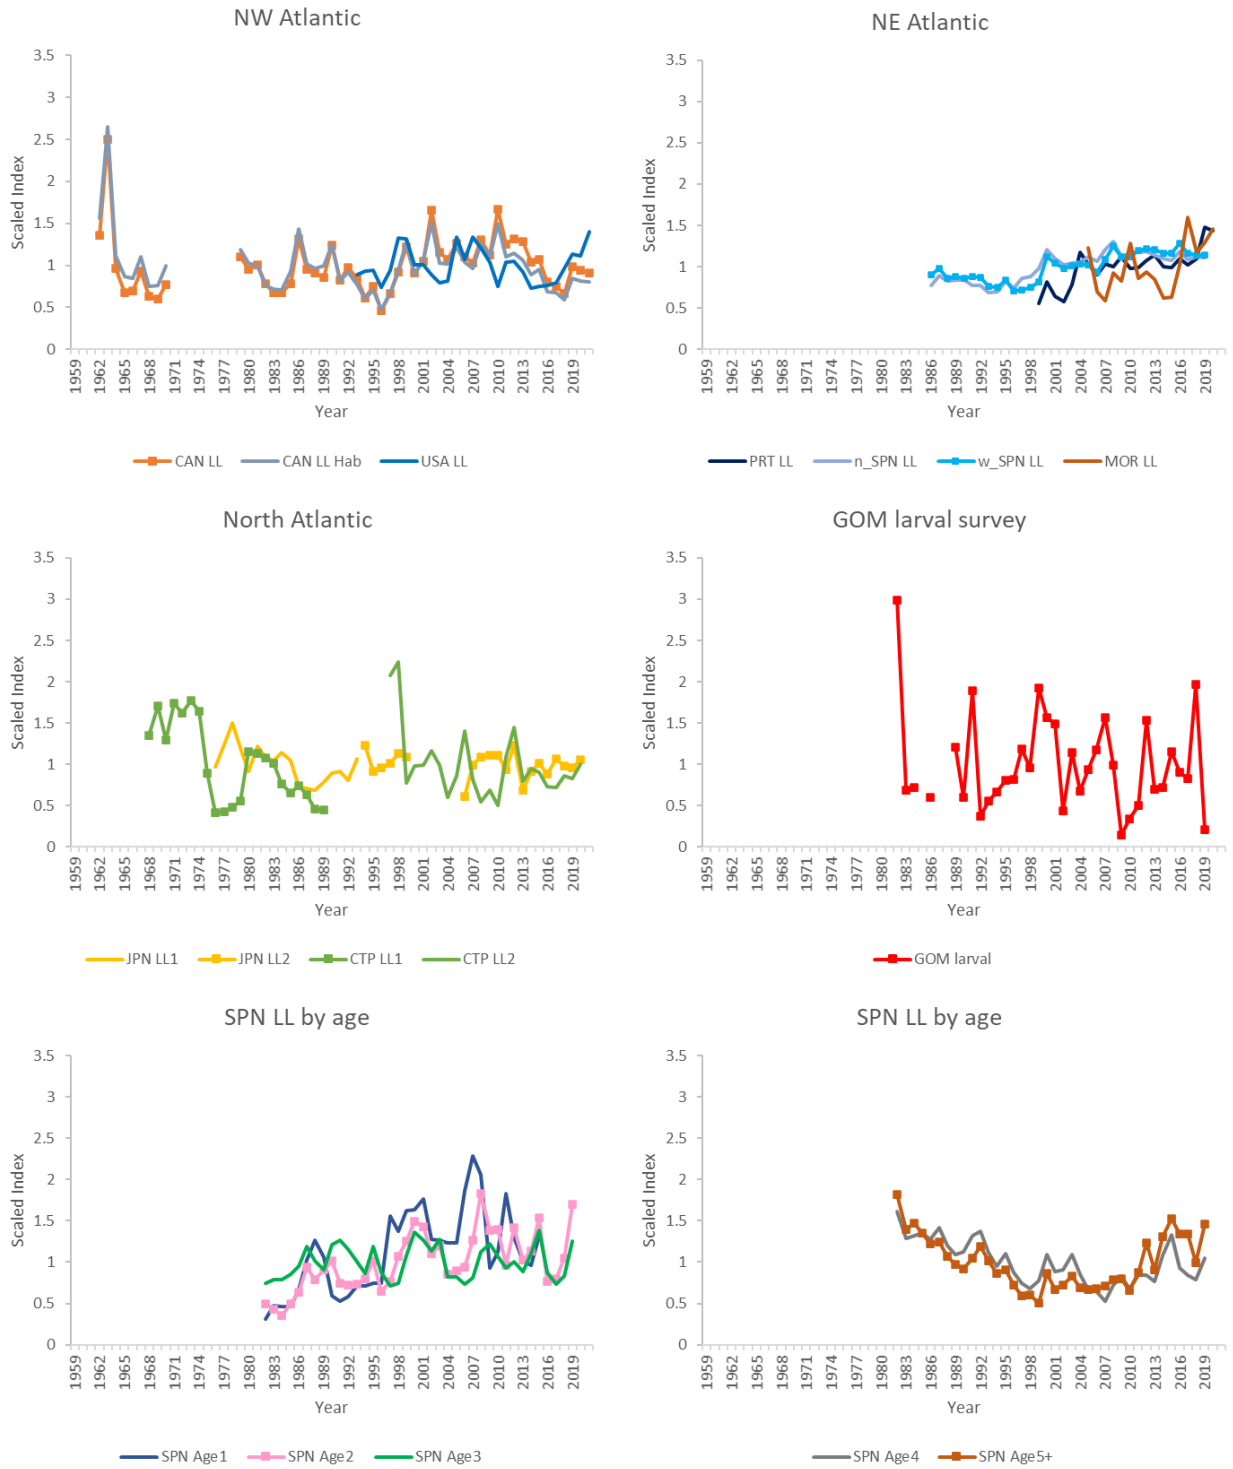 NW Atlantic
3.5
3
2.5
2
1.5
1
0.5
0
Scaled Index
1959 1962 1965 1968 1971 1974 1977 1980 1983 1986 1989 1992 1995 1998 2001 2004 2007 2010 2013 2016 2019
Year
CAN LL CAN LL Hab USA LL
NE Atlantic
3.5
3
2.5
2
1.5
1
0.5
0
Scaled Index
1959 1962 1965 1968 1971 1974 1977 1980 1983 1986 1989 1992 1995 1998 2001 2004 2007 2010 2013 2016 2019
Year
PRT LL n_SPN LL w_SPN LL MOR LL
North Atlantic
3.5
3
2.5
2
1.5
1
0.5
0
Scaled Index
1959 1962 1965 1968 1971 1974 1977 1980 1983 1986 1989 1992 1995 1998 2001 2004 2007 2010 2013 2016 2019
Year
JPN LL1 JPN LL2 CTP LL1 CTP LL2
GOM larval survey
3.5
3
2.5
2
1.5
1
0.5
0
Scaled Index
1959 1962 1965 1968 1971 1974 1977 1980 1983 1986 1989 1992 1995 1998 2001 2004 2007 2010 2013 2016 2019
Year
GOM larval
SPN LL by age
3.5
3
2.5
2
1.5
1
0.5
0
Scaled Index
1959 1962 1965 1968 1971 1974 1977 1980 1983 1986 1989 1992 1995 1998 2001 2004 2007 2010 2013 2016 2019
Year
SPN Age1 SPN Age2 SPN Age3
SPN LL by age
3.5
3
2.5
2
1.5
1
0.5
0
Scaled Index
1959 1962 1965 1968 1971 1974 1977 1980 1983 1986 1989 1992 1995 1998 2001 2004 2007 2010 2013 2016 2019
Year
SPN Age4 SPN Age5+